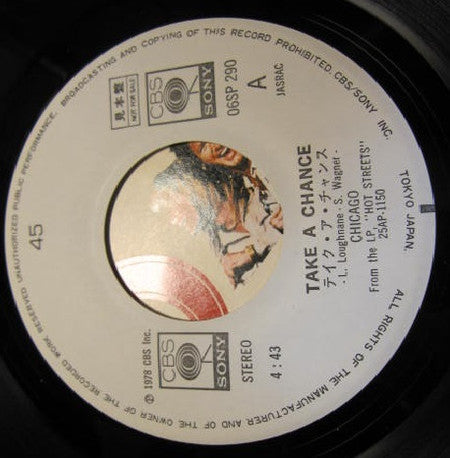 ALL RIGHTS OF THE MANUFACTURER AND OF THE OWNER OF THE RECORDED WORK RESERVED UNAUTHORIZED PUBLIC PERFORMANCE, BROADCASTING AND COPYING OF THIS RECORD PROHIBITED. CBS/SONY INC. TOKYO JAPAN.
45
見本盤
NOT FOR SALE
CBS
SONY
06SP 290
A
JASRAC
℗ 1978 CBS Inc.
CBS
SONY
STEREO
4:43
TAKE A CHANCE
テイク・ア・チャンス
- L. Loughnane - S. Wagner -
CHICAGO
From the LP, "HOT STREETS"
25AP-1150